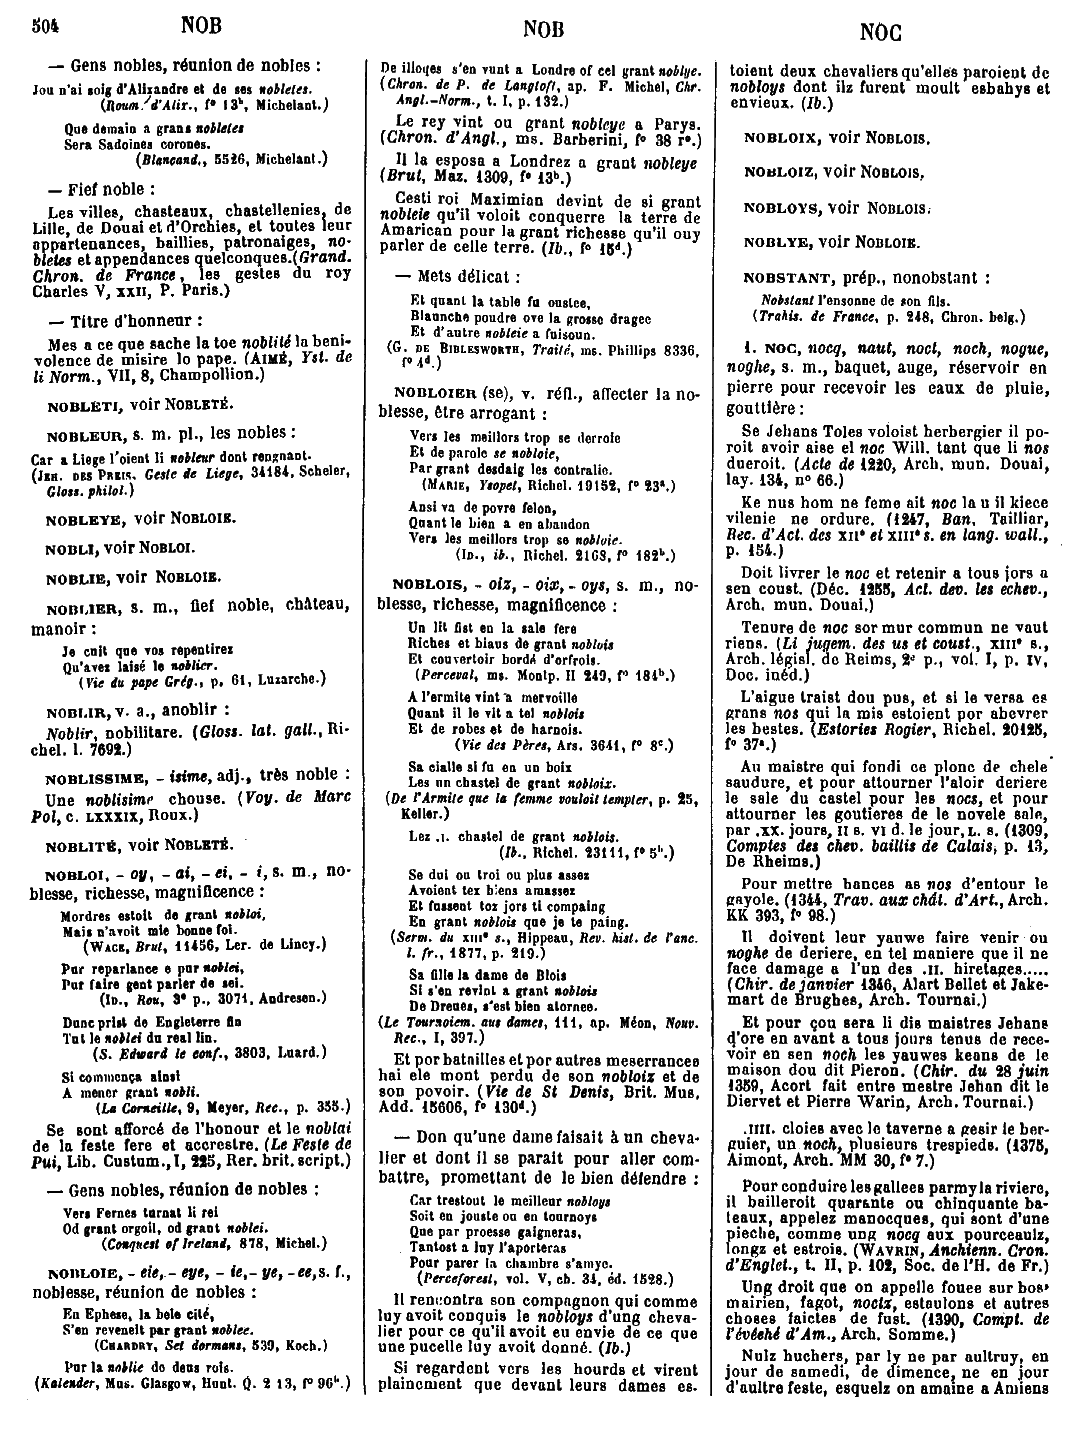 504
NOB
NOB
NOC
— Gens nobles, réunion de nobles :
Jou n'ai soig d'Alixandre et de ses nobletes.
(Roum. d'Alix., fº 13ᵇ, Michelant.)
Que demain a grans nobletes
Sera Sadoines coronés.
(Blancand., 5526, Michelant.)
— Fief noble :
Les villes, chasteaux, chastellenies, de
Lille, de Douai et d'Orchies, et toutes leur
appartenances, baillies, patronaiges, no-
bletes et appendances quelconques. (Grand.
Chron. de France, les gestes du roy
Charles V, XXII, P. Paris.)
— Titre d'honneur :
Mes a ce que sache la toe noblité la beni-
volence de misire lo pape. (AIMÉ, Yst. de
li Norm., VII, 8, Champollion.)
NOBLETI, voir NOBLETÉ.
NOBLEUR, s. m. pl., les nobles :
Car a Liege l'oient li nobleur dont rengnant.
(JEH. DES PREIS, Geste de Liege, 34184, Scheler,
Gloss. philol.)
NOBLEYE, voir NOBLOIE.
NOBLI, voir NOBLOI.
NOBLIE, voir NOBLOIE.
NOBLIER, s. m., fief noble, château,
manoir :
Je cuit que vos repentirez
Qu'avez laisé le noblier.
(Vie du pape Grég., p. 61, Luzarche.)
NOBLIR, v. a., anoblir :
Noblir, nobilitare. (Gloss. lat. gall., Ri-
chel. l. 7692.)
NOBLISSIME, - isime, adj., très noble :
Une noblisime chouse. (Voy. de Marc
Pol, c. LXXXIX, Roux.)
NOBLITÉ, voir NOBLETÉ.
NOBLOI, - oy, - ai, - ei, - i, s. m., no-
blesse, richesse, magnificence :
Mordres estoit de grant nobloi,
Mais n'avoit mie bonne foi.
(WACE, Brut, 11456, Ler. de Lincy.)
Pur reparlance e pur noblei,
Pur faire gent parler de sei.
(ID., Rou, 3ᵉ p., 3071, Andresen.)
Dunc prist de Engleterre fin
Tut le noblei du real lin.
(S. Edward le conf., 3803, Luard.)
Si commença ainsi
A mener grant nobli.
(La Corneille, 9, Meyer, Rec., p. 355.)
Se sont afforcé de l'honour et le noblai
de la feste fere et accrestre. (Le Feste de
Pui, Lib. Custum., I, 225, Rer. brit. script.)
— Gens nobles, réunion de nobles :
Vers Fernes turnat li rei
Od grant orgoil, od grant noblei.
(Conquest of Ireland, 878, Michel.)
NOBLOIE, - eie, - eye, - ie, - ye, - ee, s. f.,
noblesse, réunion de nobles :
En Ephese, la bele cité,
S'en reveneit par grant noblee.
(CHARDRY, Set dormans, 539, Koch.)
Pur la noblie do deus rois.
(Kalender, Mus. Glasgow, Hunt. Q. 2 13, fº 96ᵇ.)
De illoqes s'en vunt a Londre of cel grant noblye.
(Chron. de P. de Langtoft, ap. F. Michel, Chr.
Angl.-Norm., t. I, p. 132.)
Le rey vint ou grant nobleye a Parys.
(Chron. d'Angl., ms. Barberini, fº 38 rº.)
Il la esposa a Londrez a grant nobleye
(Brut, Maz. 1309, fº 13ᵇ.)
Cesti roi Maximian devint de si grant
nobleie qu'il voloit conquerre la terre de
Amarican pour la grant richesse qu'il ouy
parler de celle terre. (Ib., fº 15ᵈ.)
— Mets délicat :
Et quant la table fu oustee,
Blaunche poudre ove la grosse dragee
Et d'autre nobleie a fuisoun.
(G. DE BIBLESWORTH, Traité, ms. Phillips 8336,
fº 4ᵈ.)
NOBLOIER (se), v. réfl., affecter la no-
blesse, être arrogant :
Vers les meillors trop se derroie
Et de parole se nobloie,
Par grant desdaig les contralie.
(MARIE, Ysopet, Richel. 19152, fº 23ᵃ.)
Ansi va de povre felon,
Quant le bien a en abandon
Vers les meillors trop se nobloie.
(ID., ib., Richel. 2168, fº 182ᵇ.)
NOBLOIS, - oiz, - oix, - oys, s. m., no-
blesse, richesse, magnificence :
Un lit fist en la sale fere
Riches et biaus de grant noblois
Et couvertoir bordé d'orfrois.
(Perceval, ms. Montp. H 249, fº 184ᵇ.)
A l'ermite vint a mervoille
Quant il le vit a tel noblois
Et de robes et de harnois.
(Vie des Pères, Ars. 3641, fº 8ᶜ.)
Sa cialle si fu en un boix
Les un chastel de grant nobloix.
(De l'Armite que la femme vouloit tempter, p. 25,
Keller.)
Lez .I. chastel de grant noblois.
(Ib., Richel. 23111, fº 5ᵇ.)
Se dui ou troi ou plus assez
Avoient tez biens amassez
Et fussent toz jors ti compaing
En grant noblois que je te paing.
(Serm. du XIIIᵉ s., Hippeau, Rev. hist. de l'anc.
l. fr., 1877, p. 219.)
Sa fille la dame de Blois
Si s'en revint a grant noblois
De Dreues, s'est bien atornee.
(Le Tournoiem. aus dames, 111, ap. Méon, Nouv.
Rec., I, 397.)
Et por batailles et por autres meserrances
hai ele mont perdu de son nobloiz et de
son povoir. (Vie de St Denis, Brit. Mus.
Add. 15606, fº 130ᵈ.)
— Don qu'une dame faisait à un cheva-
lier et dont il se parait pour aller com-
battre, promettant de le bien défendre :
Car trestout le meilleur nobloys
Soit en jouste ou en tournoys
Que par proesse gaigneras,
Tantost a luy l'aporteras
Pour parer la chambre s'amye.
(Perceforest, vol. V, ch. 34, éd. 1528.)
Il rencontra son compagnon qui comme
luy avoit conquis le nobloys d'ung cheva-
lier pour ce qu'il avoit eu envie de ce que
une pucelle luy avoit donné. (Ib.)
Si regardent vers les hourds et virent
plainement que devant leurs dames es-
toient deux chevaliers qu'elles paroient de
nobloys dont ilz furent moult esbahys et
envieux. (Ib.)
NOBLOIX, voir NOBLOIS.
NOBLOIZ, voir NOBLOIS.
NOBLOYS, voir NOBLOIS.
NOBLYE, voir NOBLOIE.
NOBSTANT, prép., nonobstant :
Nobstant l'ensonne de son fils.
(Trahis. de France, p. 248, Chron. belg.)
1. NOC, nocq, naut, noct, noch, nogue,
noghe, s. m., baquet, auge, réservoir en
pierre pour recevoir les eaux de pluie,
gouttière :
Se Jehans Toles voloist herbergier il po-
roit avoir aise el noc Will. tant que li nos
dueroit. (Acte de 1220, Arch. mun. Douai,
lay. 134, nº 66.)
Ke nus hom ne feme ait noc la u il kiece
vilenie ne ordure. (1247, Ban, Tailliar,
Rec. d'Act. des XIIᵉ et XIIIᵉ s. en lang. wall.,
p. 154.)
Doit livrer le noc et retenir a tous jors a
sen coust. (Déc. 1255, Act. dev. les echev.,
Arch. mun. Douai.)
Tenure de noc sor mur commun ne vaut
riens. (Li jugem. des us et coust., XIIIᵉ s.,
Arch. législ. de Reims, 2ᵉ p., vol. I, p. IV,
Doc. inéd.)
L'aigue traist dou pus, et si le versa es
grans nos qui la mis estoient por abevrer
les bestes. (Estories Rogier, Richel. 20125,
fº 37ᵃ.)
Au maistre qui fondi ce plonc de chele
saudure, et pour attourner l'aloir deriere
le sale du castel pour les nocs, et pour
attourner les goutieres de le novele sale,
par .XX. jours, II s. VI d. le jour, L. s. (1309,
Comptes des chev. baillis de Calais, p. 13,
De Rheims.)
Pour mettre hances as nos d'entour le
gayole. (1344, Trav. aux chât. d'Art., Arch.
KK 393, fº 98.)
Il doivent leur yauwe faire venir ou
noghe de deriere, en tel maniere que il ne
face damage a l'un des .II. hiretages.....
(Chir. de janvier 1346, Alart Bellet et Jake-
mart de Brughes, Arch. Tournai.)
Et pour çou sera li dis maistres Jehans
d'ore en avant a tous jours tenus de rece-
voir en sen noch les yauwes keans de le
maison dou dit Pieron. (Chir. du 28 juin
1359, Acort fait entre mestre Jehan dit le
Diervet et Pierre Warin, Arch. Tournai.)
.IIII. cloies avec le taverne a gesir le ber-
guier, un noch, plusieurs trespieds. (1375,
Aimont, Arch. MM 30, fº 7.)
Pour conduire les gallees parmy la riviere,
il bailleroit quarante ou chinquante ba-
teaux, appelez manocques, qui sont d'une
pieche, comme ung nocq aux pourceaulz,
longz et estrois. (WAVRIN, Anchienn. Cron.
d'Englet., t. II, p. 102, Soc. de l'H. de Fr.)
Ung droit que on appelle fouee sur bos,
mairien, fagot, noctz, estaulons et autres
choses faictes de fust. (1390, Compt. de
l'évêché d'Am., Arch. Somme.)
Nulz huchers, par ly ne par aultruy, en
jour de samedi, de dimence, ne en jour
d'aultre feste, esquelz on amaine a Amiens